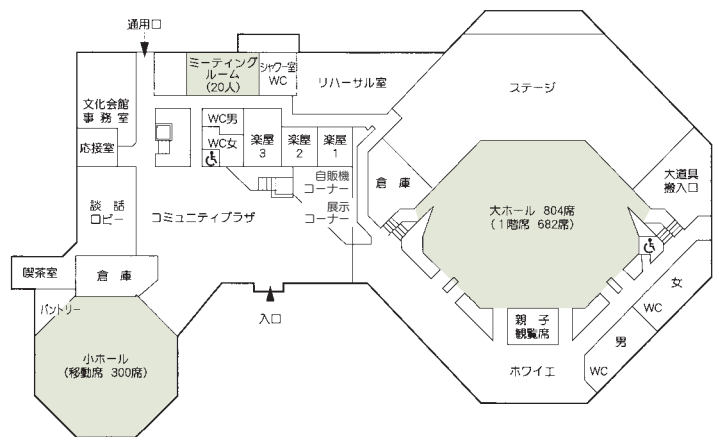 通用口
ミーティング
ルーム
(20人)
シャワー室
WC
リハーサル室
ステージ
文化会館
事務室
応接室
WC男
WC女
楽屋
3
楽屋
2
楽屋
1
自販機
コーナー
展示
コーナー
倉庫
大道具
搬入口
大ホール 804席
(1階席 682席)
談話
ロビー
コミュニティプラザ
喫茶室
倉庫
パントリー
入口
小ホール
(移動席 300席)
親子
観覧席
ホワイエ
女
WC
男
WC